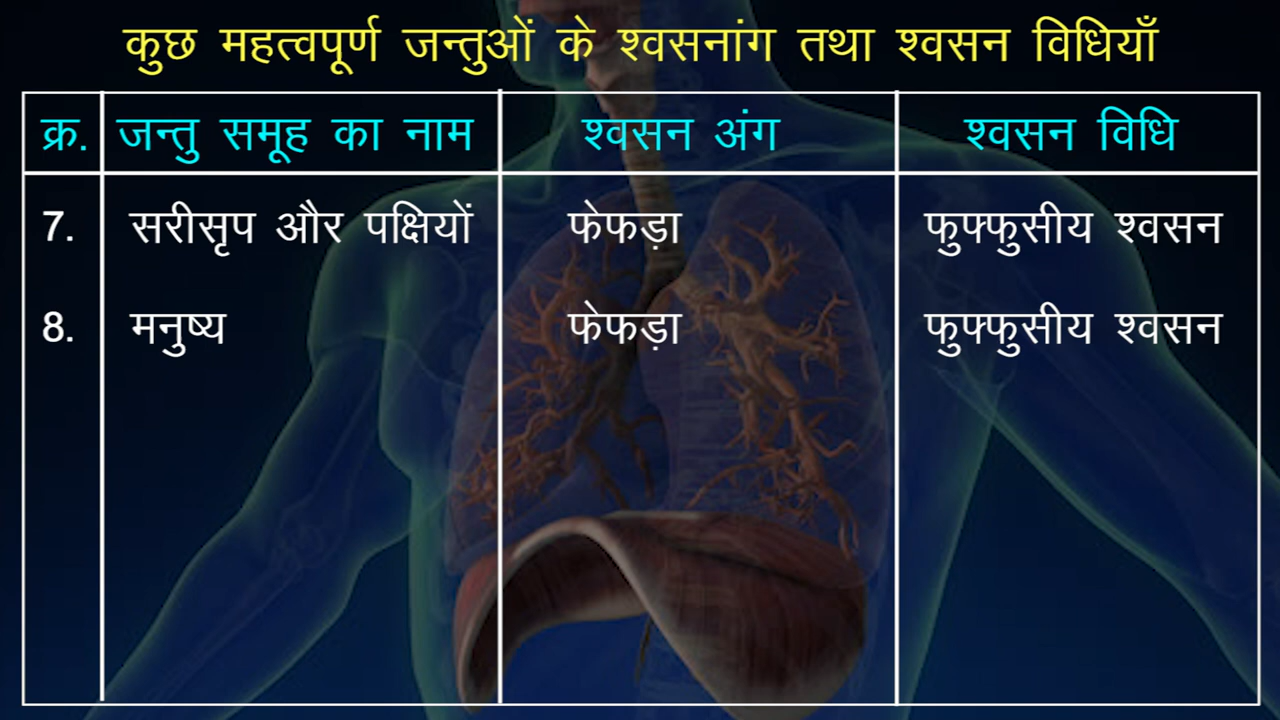 कुछ महत्वपूर्ण जन्तुओं के श्वसनांग तथा श्वसन विधियाँ
क्र. जन्तु समूह का नाम श्वसन अंग श्वसन विधि
7. सरीसृप और पक्षियों फेफड़ा फुफ्फुसीय श्वसन
8. मनुष्य फेफड़ा फुफ्फुसीय श्वसन